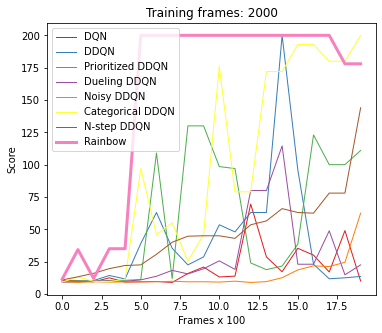 Training frames: 2000
DQN
DDQN
Prioritized DDQN
Dueling DDQN
Noisy DDQN
Categorical DDQN
N-step DDQN
Rainbow
Score
200
175
150
125
100
75
50
25
0
0.0 2.5 5.0 7.5 10.0 12.5 15.0 17.5
Frames x 100